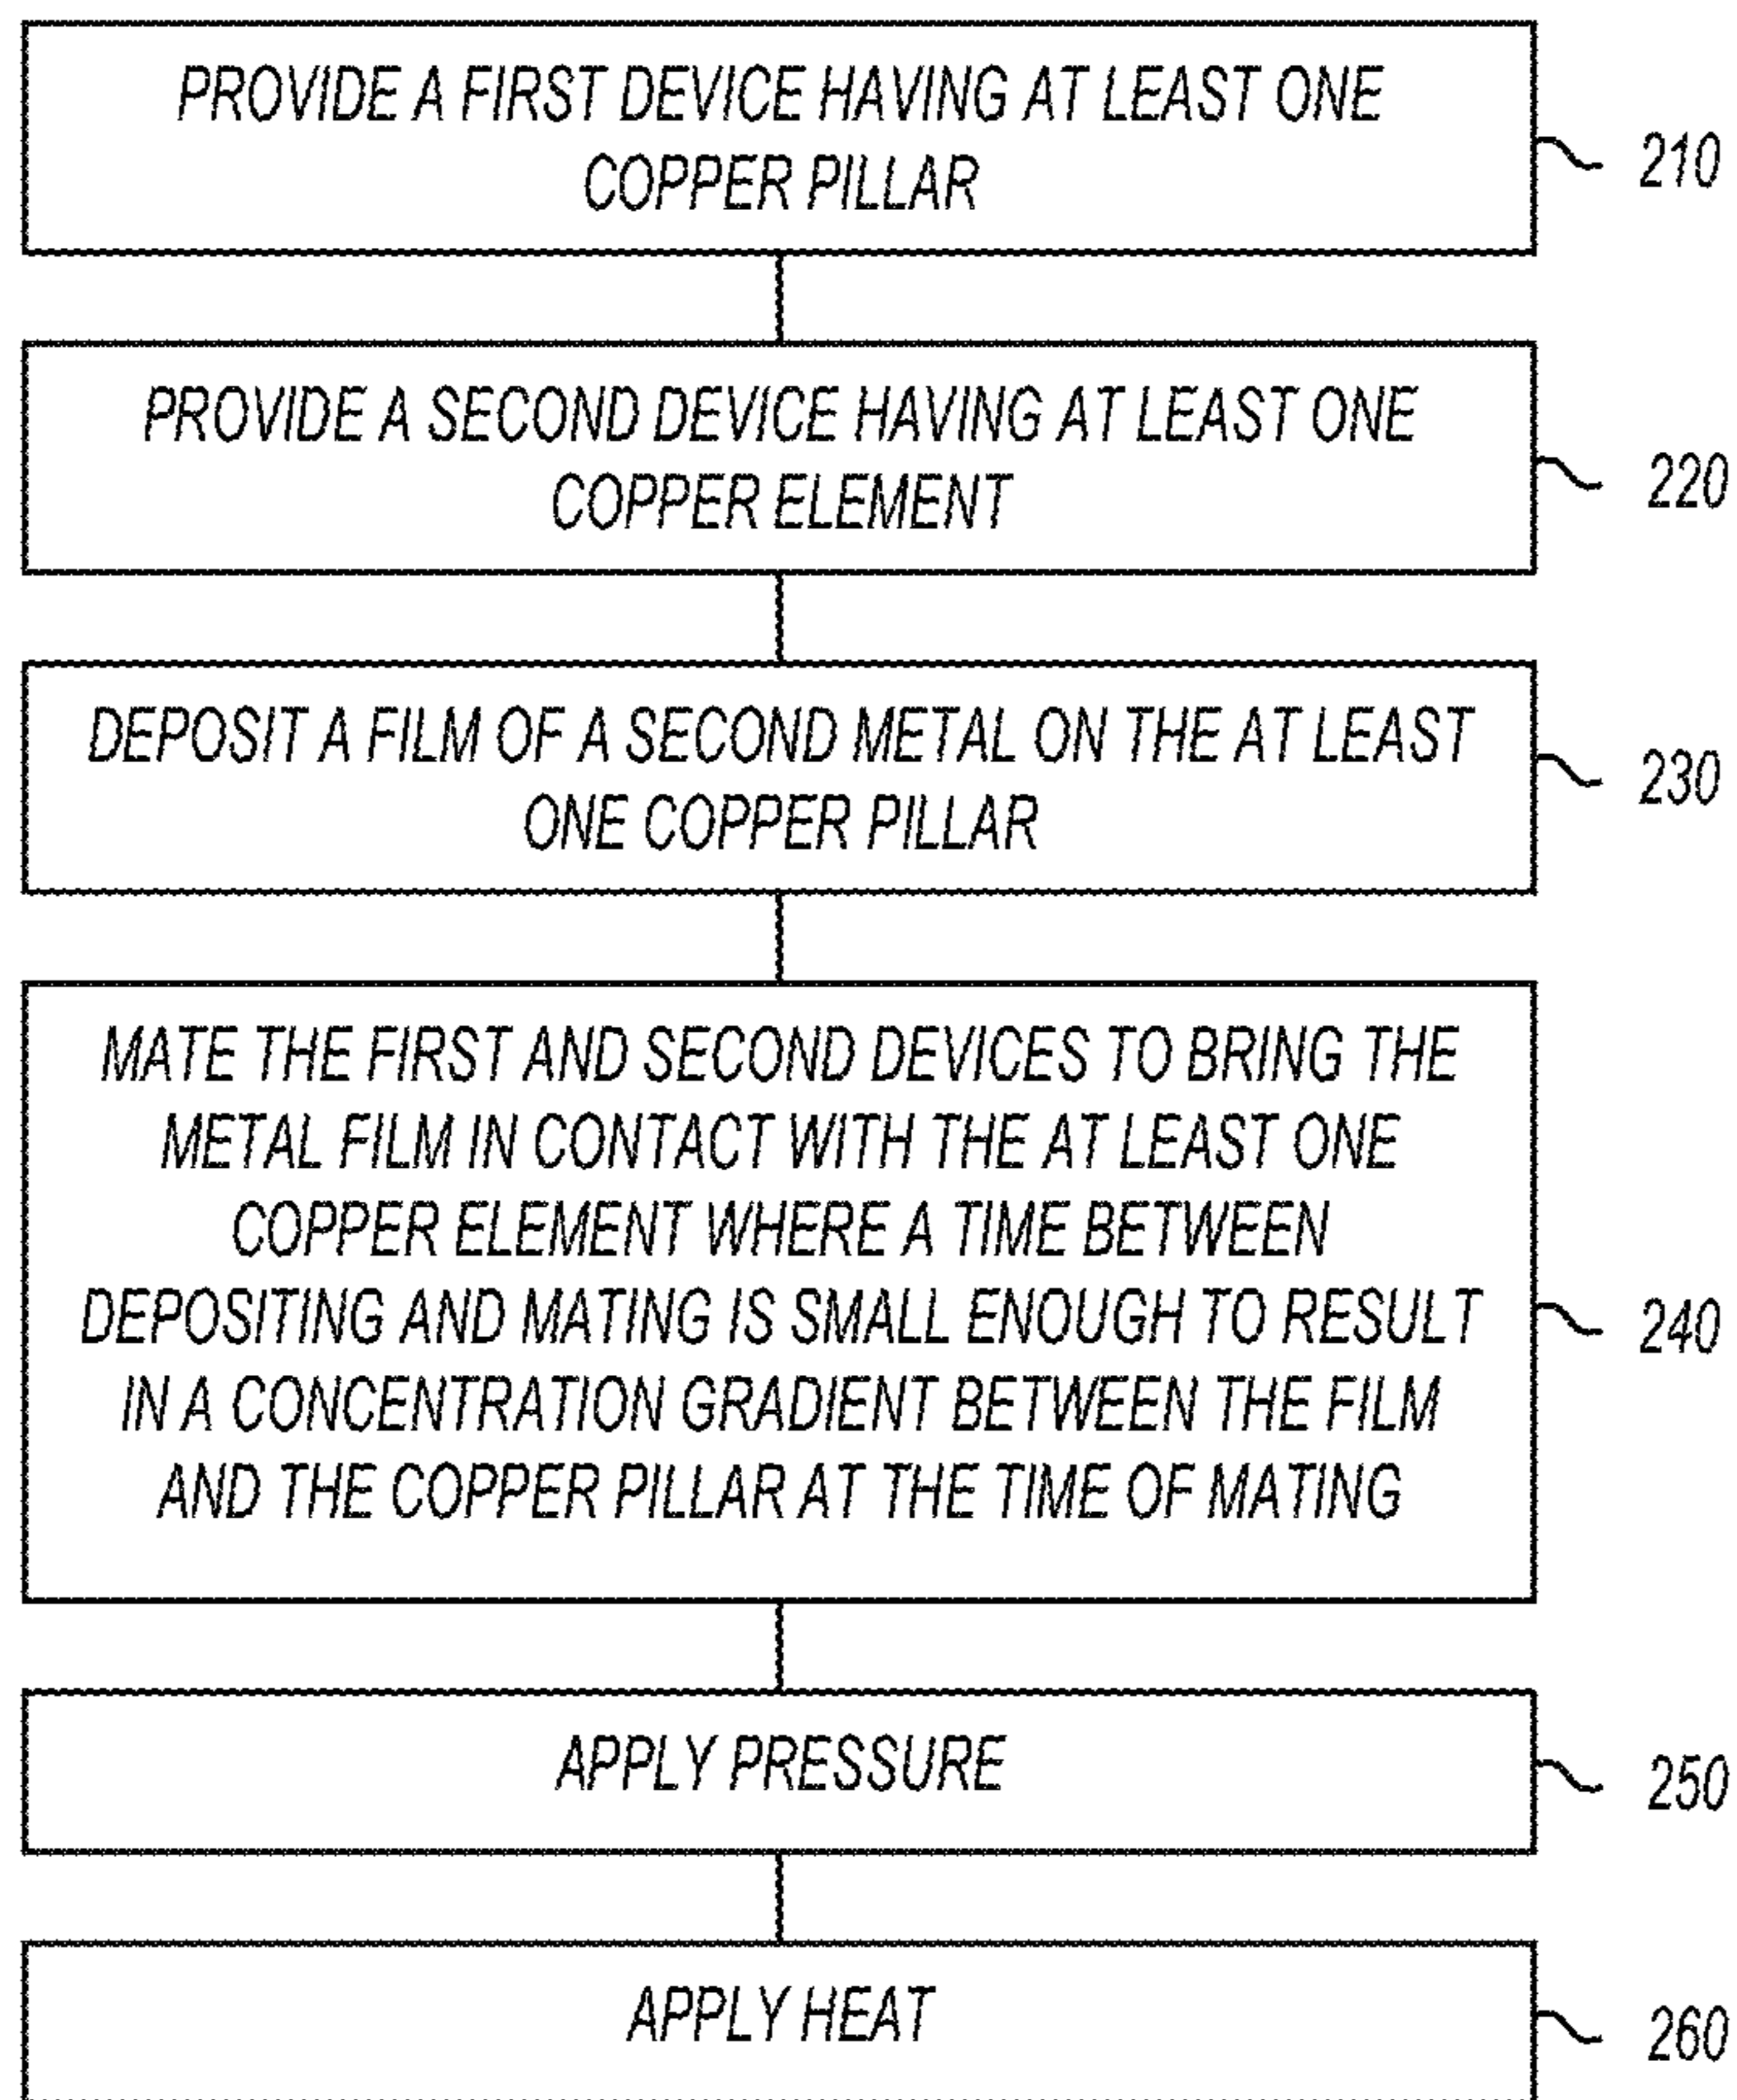 PROVIDE A FIRST DEVICE HAVING AT LEAST ONE
COPPER PILLAR
210
PROVIDE A SECOND DEVICE HAVING AT LEAST ONE
COPPER ELEMENT
220
DEPOSIT A FILM OF A SECOND METAL ON THE AT LEAST
ONE COPPER PILLAR
230
MATE THE FIRST AND SECOND DEVICES TO BRING THE
METAL FILM IN CONTACT WITH THE AT LEAST ONE
COPPER ELEMENT WHERE A TIME BETWEEN
DEPOSITING AND MATING IS SMALL ENOUGH TO RESULT
IN A CONCENTRATION GRADIENT BETWEEN THE FILM
AND THE COPPER PILLAR AT THE TIME OF MATING
240
APPLY PRESSURE
250
APPLY HEAT
260